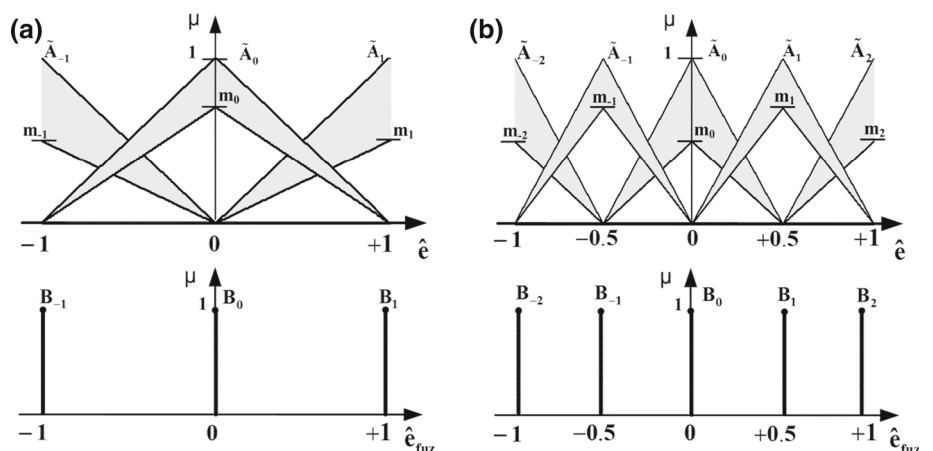 (a) μ
Ã₋₁ 1 Ã₀ Ã₁
m₀
m₋₁ m₁
−1 0 +1 ê
μ
B₋₁ 1 B₀ B₁
−1 0 +1 ê_fuz
(b) μ
Ã₋₂ Ã₋₁ 1 Ã₀ Ã₁ Ã₂
m₋₁ m₁
m₋₂ m₀ m₂
−1 −0.5 0 +0.5 +1 ê
μ
B₋₂ B₋₁ 1 B₀ B₁ B₂
−1 −0.5 0 +0.5 +1 ê_fuz